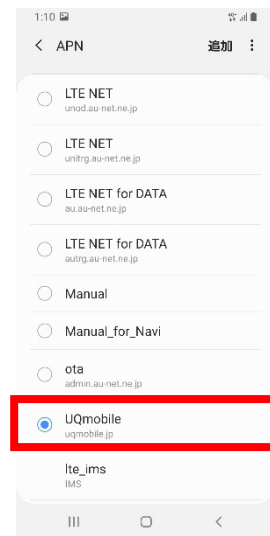 1:10
APN 追加
LTE NET
unod.au-net.ne.jp
LTE NET
unitrg.au-net.ne.jp
LTE NET for DATA
au.au-net.ne.jp
LTE NET for DATA
autrg.au-net.ne.jp
Manual
Manual_for_Navi
ota
admin.au-net.ne.jp
UQmobile
uqmobile.jp
lte_ims
IMS